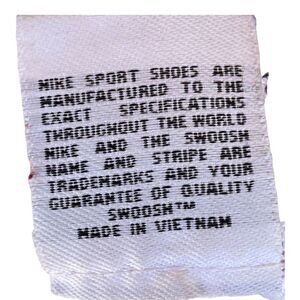 NIKE SPORT SHOES ARE
MANUFACTURED TO THE
EXACT SPECIFICATIONS
THROUGHOUT THE WORLD
NIKE AND THE SWOOSH
NAME AND STRIPE ARE
TRADEMARKS AND YOUR
GUARANTEE OF QUALITY
SWOOSH™
MADE IN VIETNAM